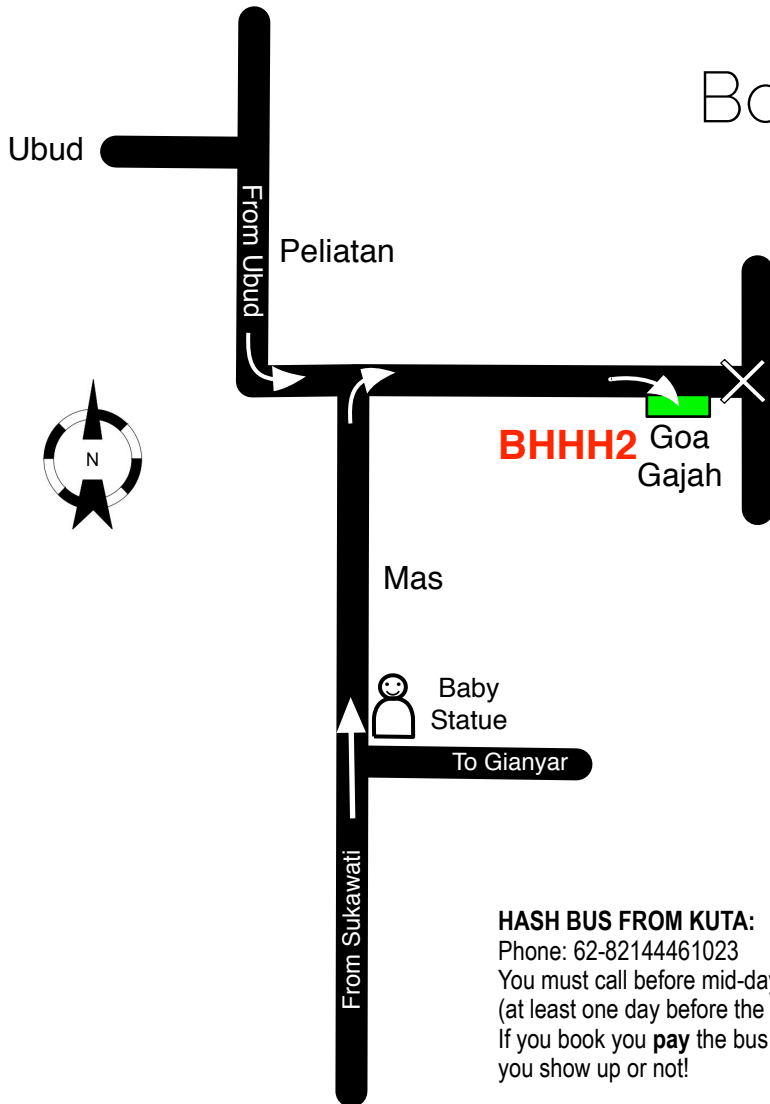 Ubud
From Ubud
Peliatan
N
BHHH2
Goa
Gajah
Mas
Baby
Statue
To Gianyar
From Sukawati
HASH BUS FROM KUTA:
Phone: 62-82144461023
You must call before mid-day
(at least one day before the
If you book you pay the bus
you show up or not!